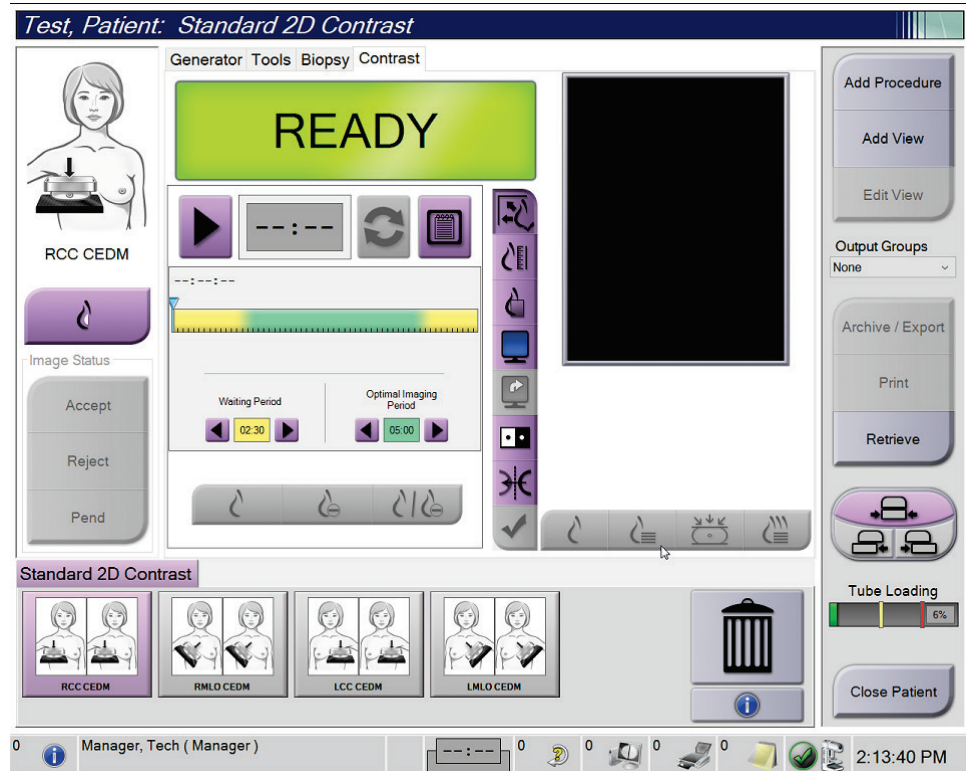 Test, Patient:  Standard 2D Contrast
Generator Tools Biopsy Contrast
READY
RCC CEDM
--:--
--:--:--
Waiting Period
Optimal Imaging
Period
02:30
05:00
Image Status
Accept
Reject
Pend
Add Procedure
Add View
Edit View
Output Groups
None
Archive / Export
Print
Retrieve
Tube Loading
6%
Close Patient
Standard 2D Contrast
RCC CEDM
RMLO CEDM
LCC CEDM
LMLO CEDM
0 Manager, Tech ( Manager ) --:-- 0 0 0 0 2:13:40 PM